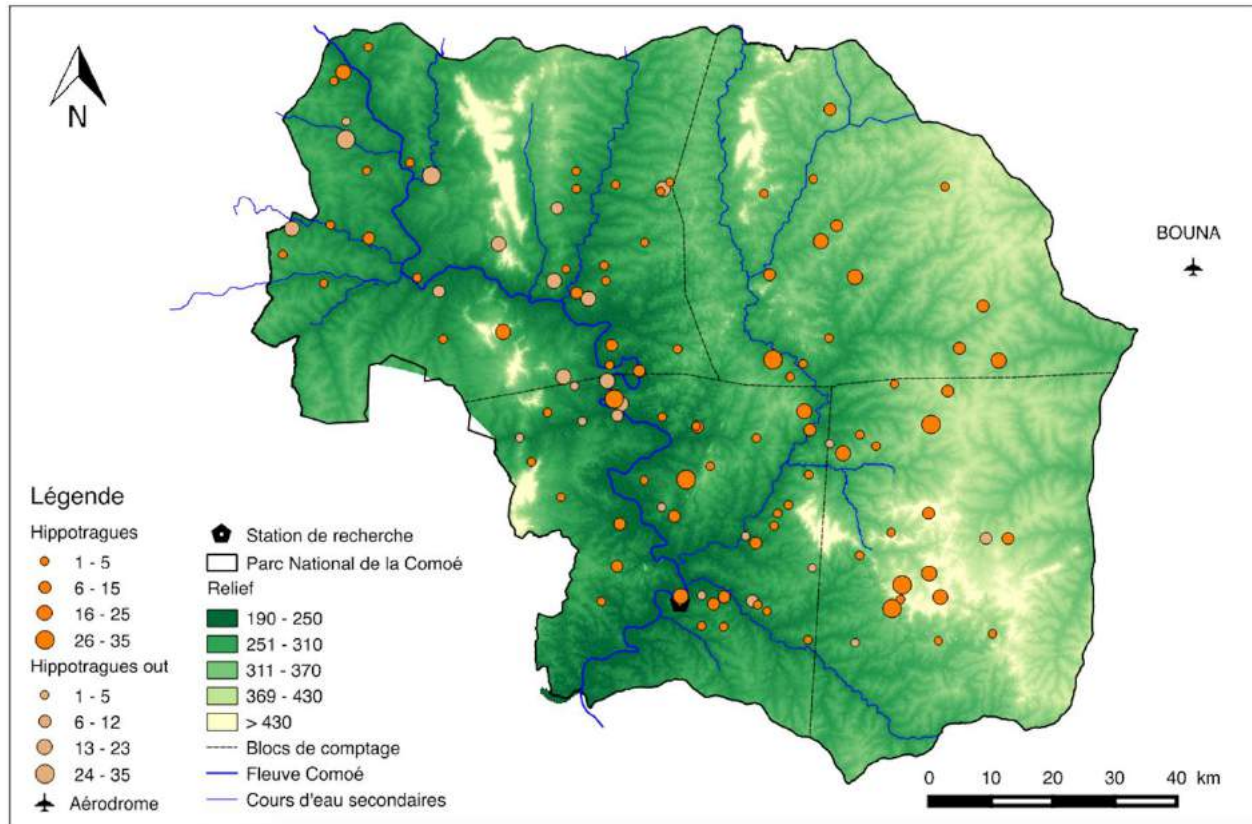 N
BOUNA
Légende
Hippotragues
1 - 5
6 - 15
16 - 25
26 - 35
Hippotragues out
1 - 5
6 - 12
13 - 23
24 - 35
Aérodrome
Station de recherche
Parc National de la Comoé
Relief
190 - 250
251 - 310
311 - 370
369 - 430
> 430
Blocs de comptage
Fleuve Comoé
Cours d'eau secondaires
0 10 20 30 40 km